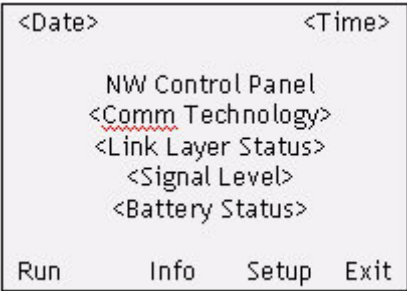 <Date> <Time>
NW Control Panel
<Comm Technology>
<Link Layer Status>
<Signal Level>
<Battery Status>
Run Info Setup Exit